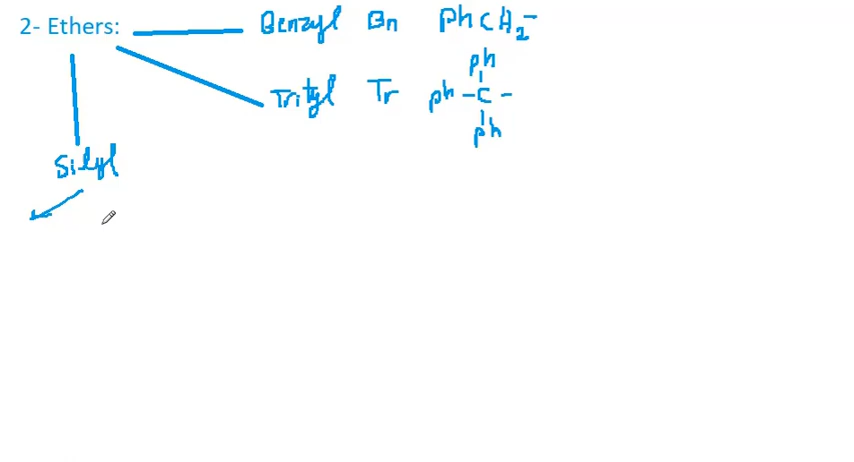 2- Ethers:
Benzyl Bn PhCH2-
Trityl Tr
ph
ph -C-
ph
Silyl